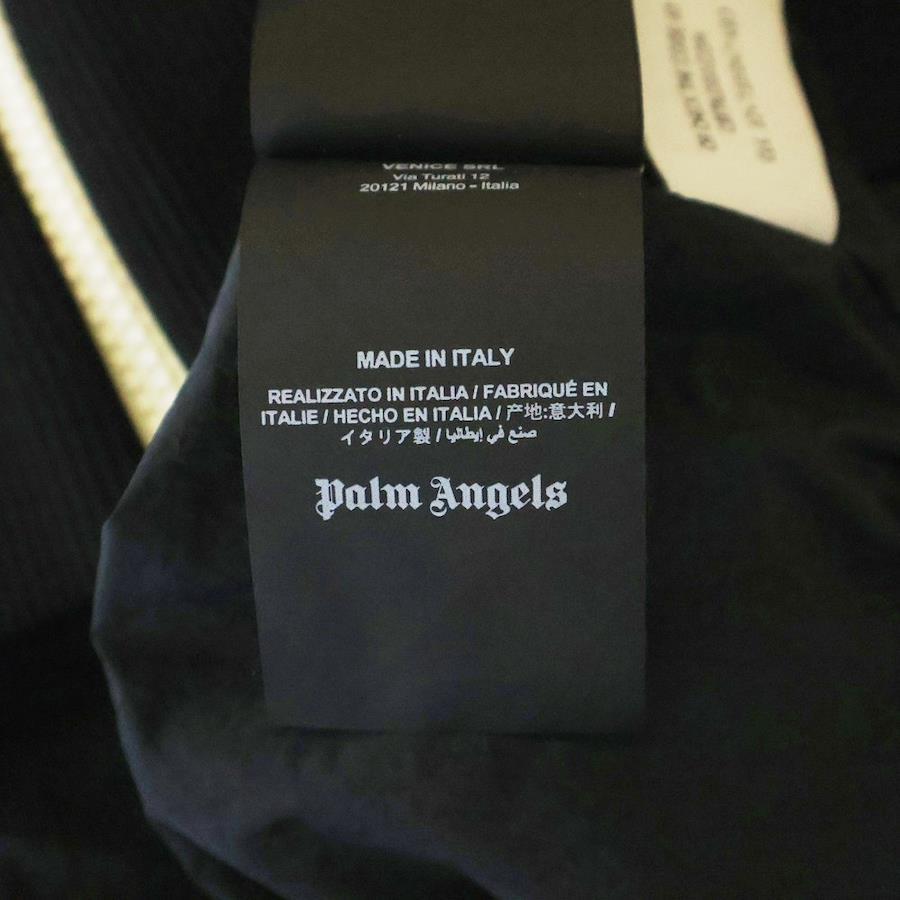 VENICE SRL
Via Turati 12
20121 Milano - Italia
MADE IN ITALY
REALIZZATO IN ITALIA / FABRIQUÉ EN
ITALIE / HECHO EN ITALIA / 产地:意大利 /
イタリア製 / صنع في إيطاليا
Palm Angels